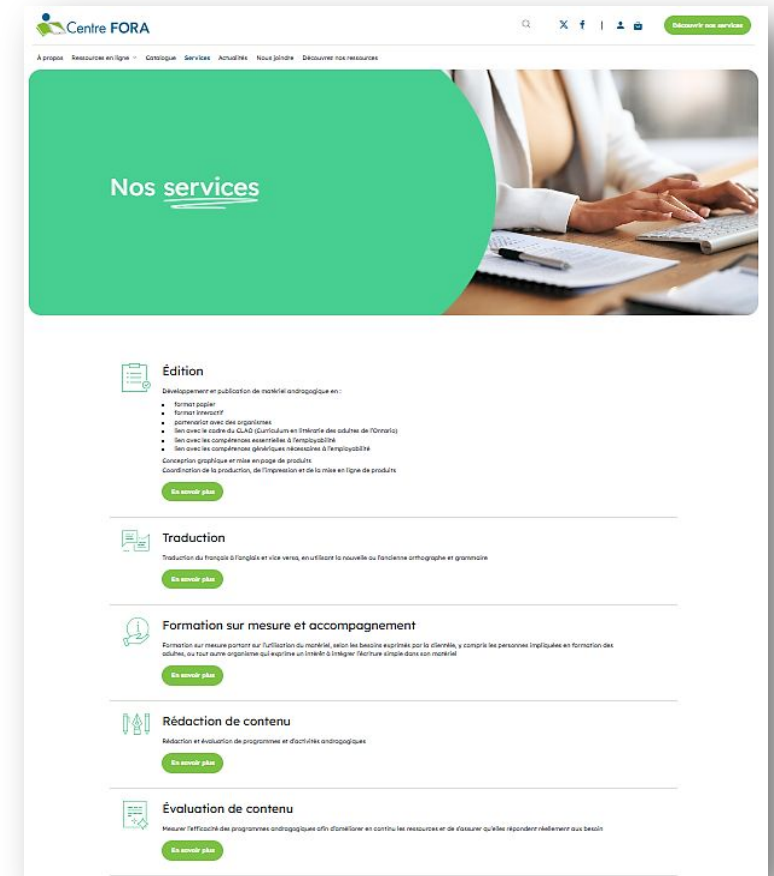 Centre FORA
Découvrir nos services
À propos Ressources en ligne Catalogue Services Actualités Nous joindre Découvrez nos ressources
Nos services
Édition
Développement et publication de matériel andragogique en :
format papier
format interactif
partenariat avec des organismes
lien avec le cadre du CLAO (Curriculum en littératie des adultes de l'Ontario)
lien avec les compétences essentielles à l'employabilité
lien avec les compétences génériques nécessaires à l'employabilité
Conception graphique et mise en page de produits
Coordination de la production, de l'impression et de la mise en ligne de produits
En savoir plus
Traduction
Traduction du français à l'anglais et vice versa, en utilisant la nouvelle ou l'ancienne orthographe et grammaire
En savoir plus
Formation sur mesure et accompagnement
Formation sur mesure portant sur l'utilisation du matériel, selon les besoins exprimés par la clientèle, y compris les personnes impliquées en formation des
adultes, ou tout autre organisme qui exprime un intérêt à intégrer l'écriture simple dans son matériel
En savoir plus
Rédaction de contenu
Rédaction et évaluation de programmes et d'activités andragogiques
En savoir plus
Évaluation de contenu
Mesurer l'efficacité des programmes andragogiques afin d'améliorer en continu les ressources et de s'assurer qu'elles répondent réellement aux besoin
En savoir plus